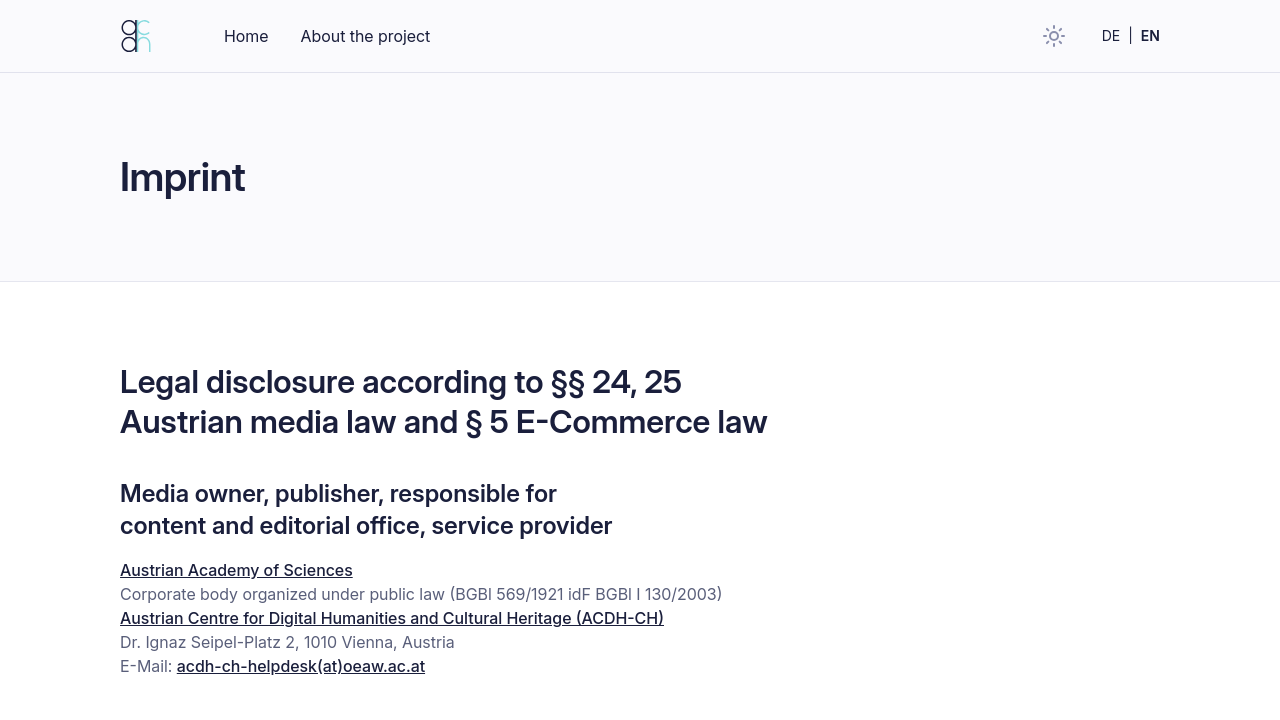 Home
About the project
DE | EN
Imprint
Legal disclosure according to §§ 24, 25
Austrian media law and § 5 E-Commerce law
Media owner, publisher, responsible for
content and editorial office, service provider
Austrian Academy of Sciences
Corporate body organized under public law (BGBl 569/1921 idF BGBl I 130/2003)
Austrian Centre for Digital Humanities and Cultural Heritage (ACDH-CH)
Dr. Ignaz Seipel-Platz 2, 1010 Vienna, Austria
E-Mail: acdh-ch-helpdesk(at)oeaw.ac.at